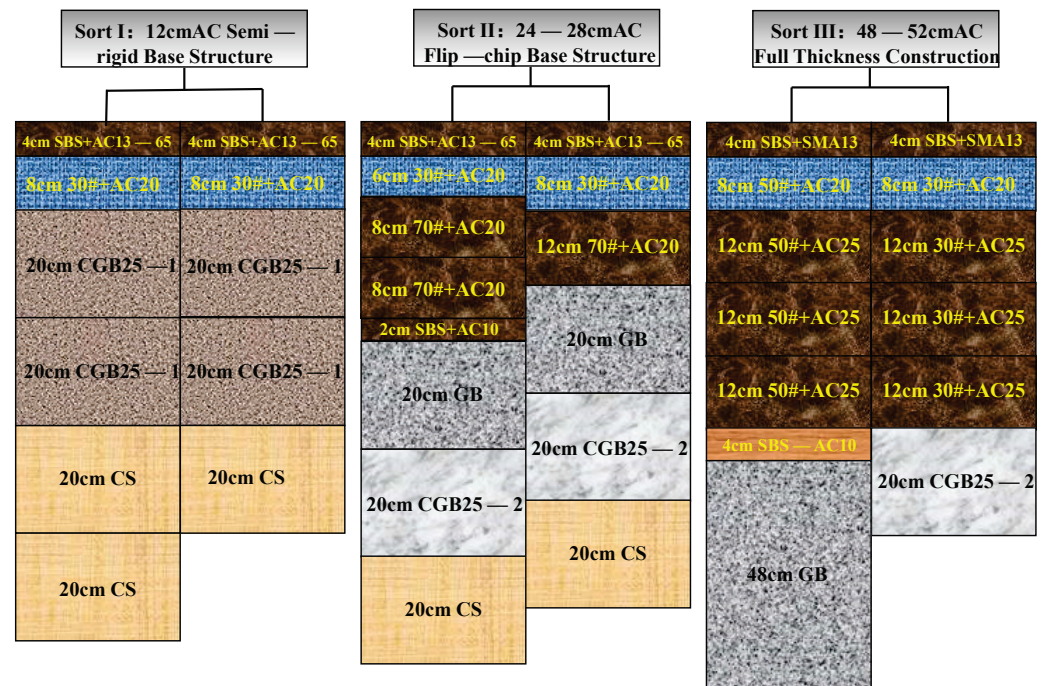 Sort I：12cmAC Semi —
rigid Base Structure
4cm SBS+AC13 — 65
8cm 30#+AC20
20cm CGB25 — 1
20cm CGB25 — 1
20cm CS
20cm CS
4cm SBS+AC13 — 65
8cm 30#+AC20
20cm CGB25 — 1
20cm CGB25 — 1
20cm CS
Sort II：24 — 28cmAC
Flip —chip Base Structure
4cm SBS+AC13 — 65
6cm 30#+AC20
8cm 70#+AC20
8cm 70#+AC20
2cm SBS+AC10
20cm GB
20cm CGB25 — 2
20cm CS
4cm SBS+AC13 — 65
8cm 30#+AC20
12cm 70#+AC20
20cm GB
20cm CGB25 — 2
20cm CS
Sort III：48 — 52cmAC
Full Thickness Construction
4cm SBS+SMA13
8cm 50#+AC20
12cm 50#+AC25
12cm 50#+AC25
12cm 50#+AC25
4cm SBS — AC10
48cm GB
4cm SBS+SMA13
8cm 30#+AC20
12cm 30#+AC25
12cm 30#+AC25
12cm 30#+AC25
20cm CGB25 — 2